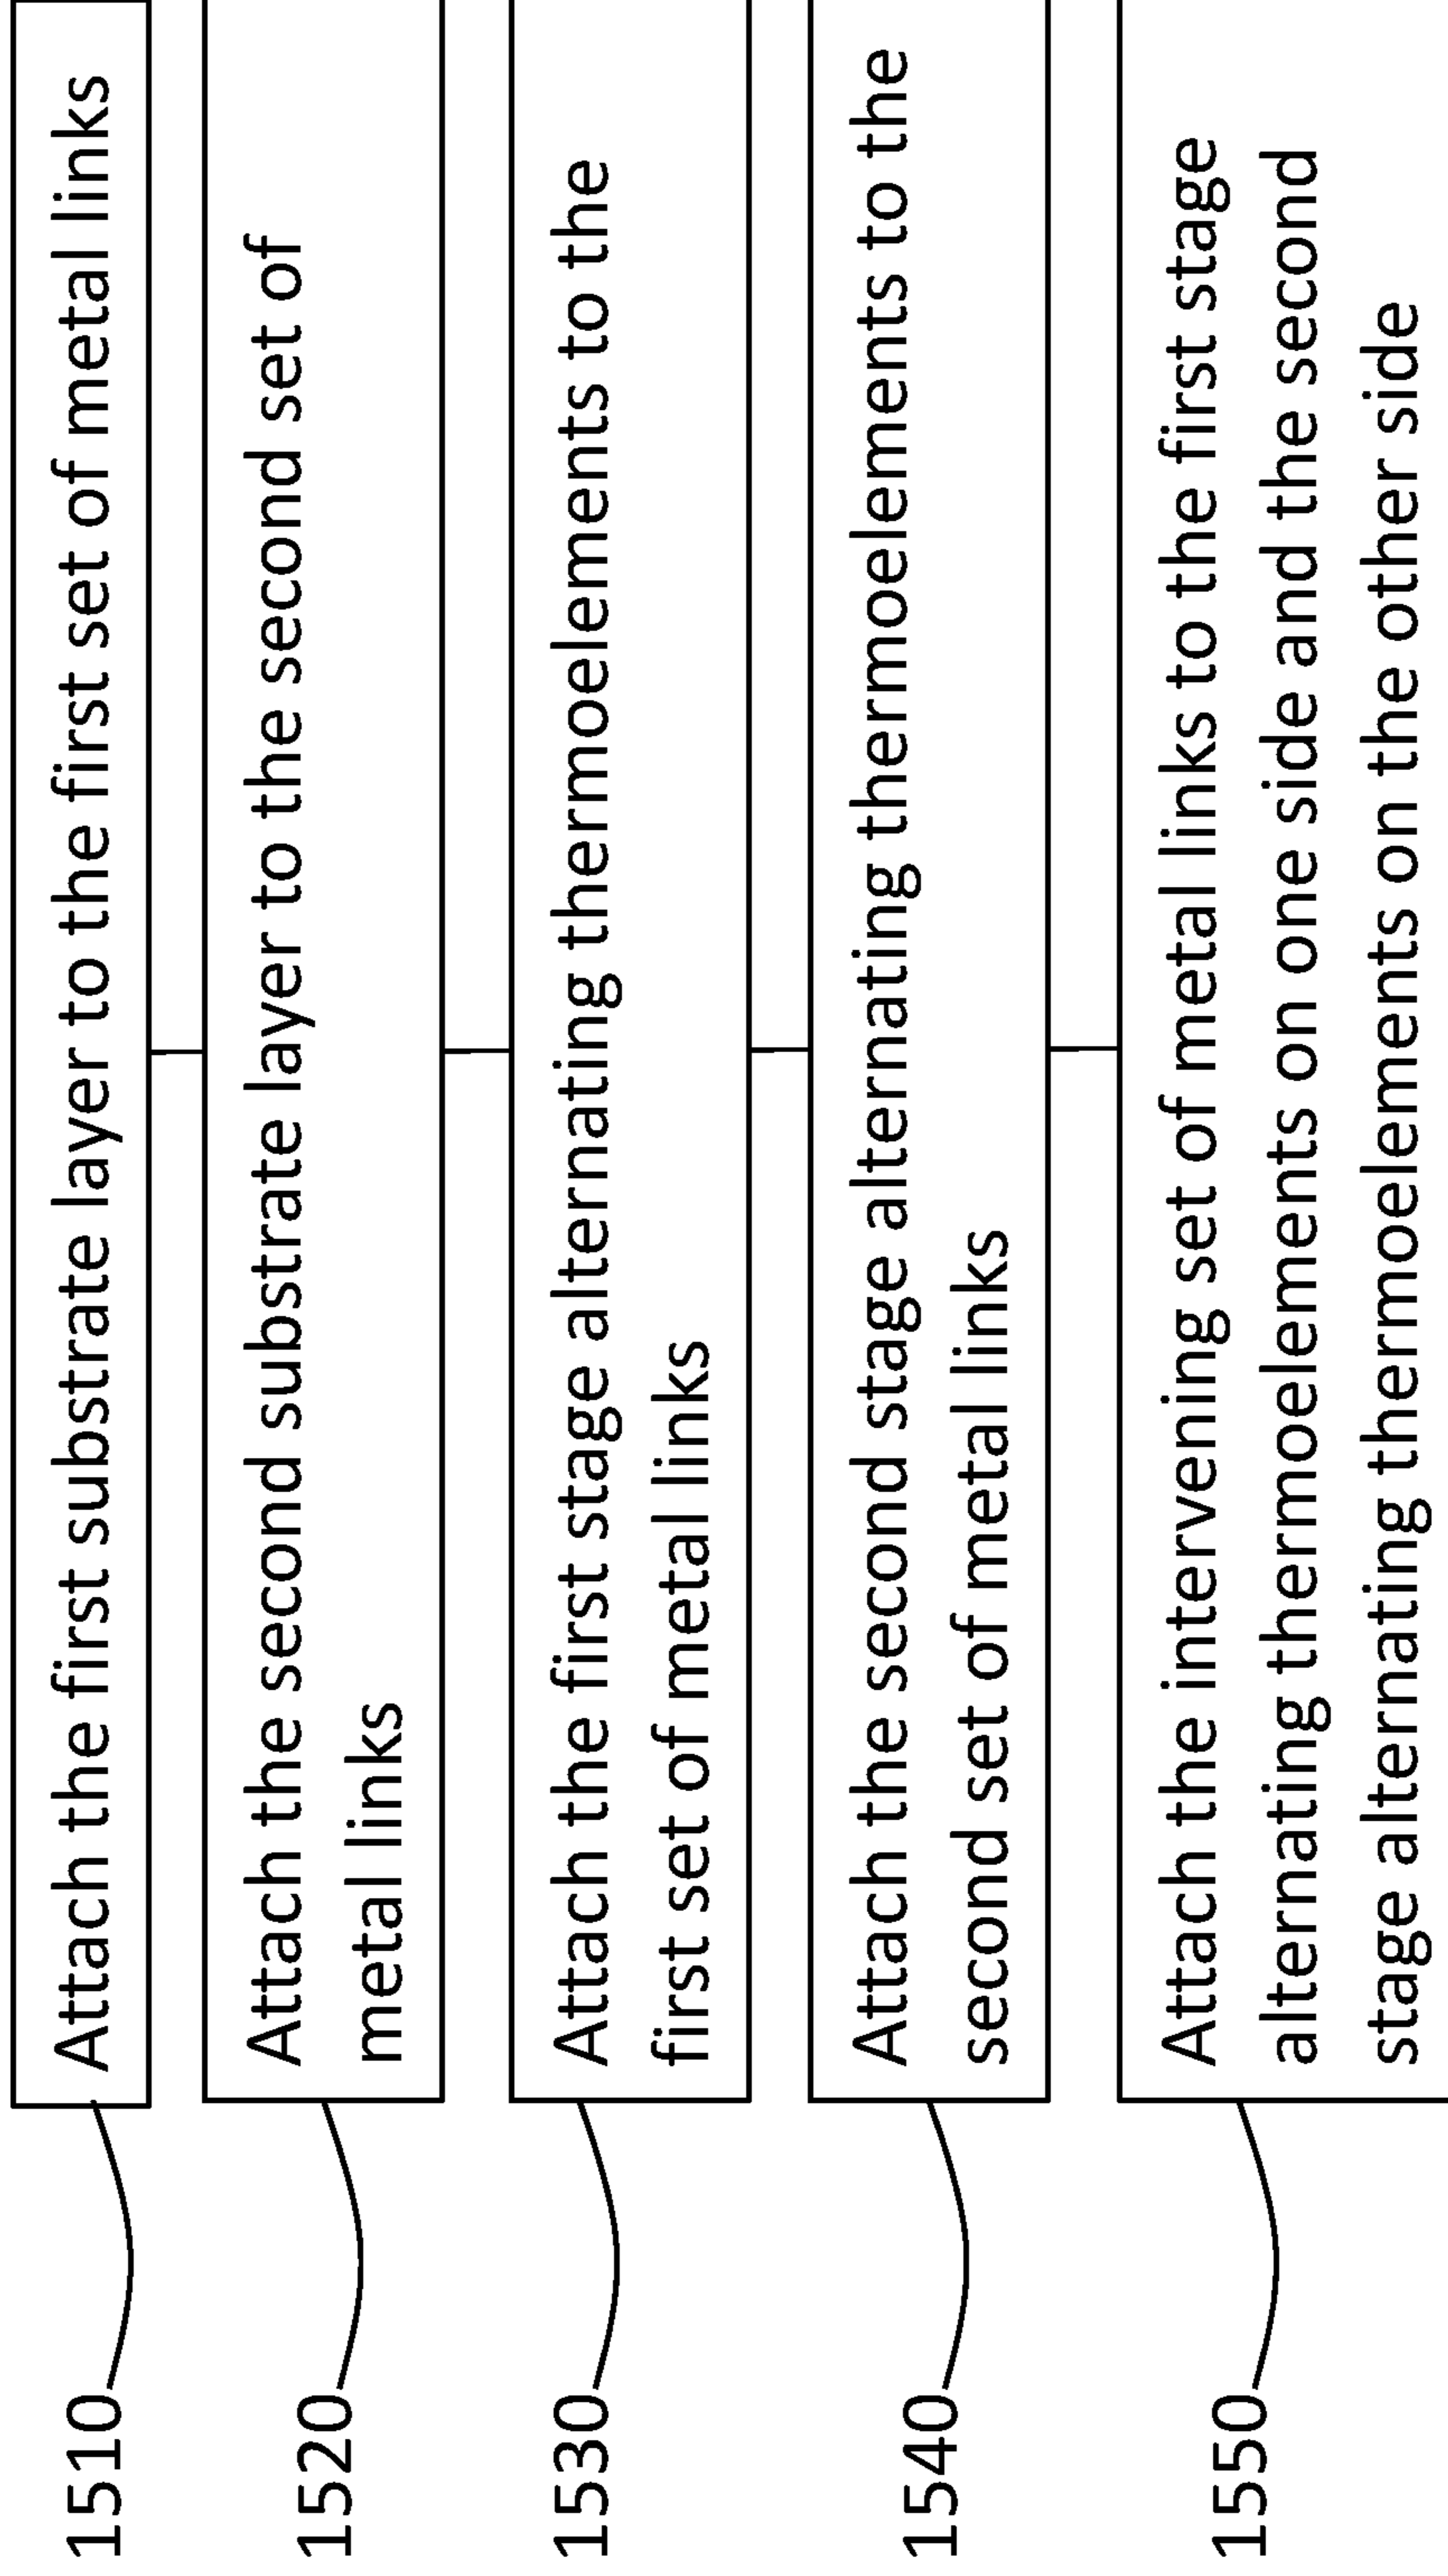 1510 Attach the first substrate layer to the first set of metal links
1520 Attach the second substrate layer to the second set of
metal links
1530 Attach the first stage alternating thermoelements to the
first set of metal links
1540 Attach the second stage alternating thermoelements to the
second set of metal links
1550 Attach the intervening set of metal links to the first stage
alternating thermoelements on one side and the second
stage alternating thermoelements on the other side